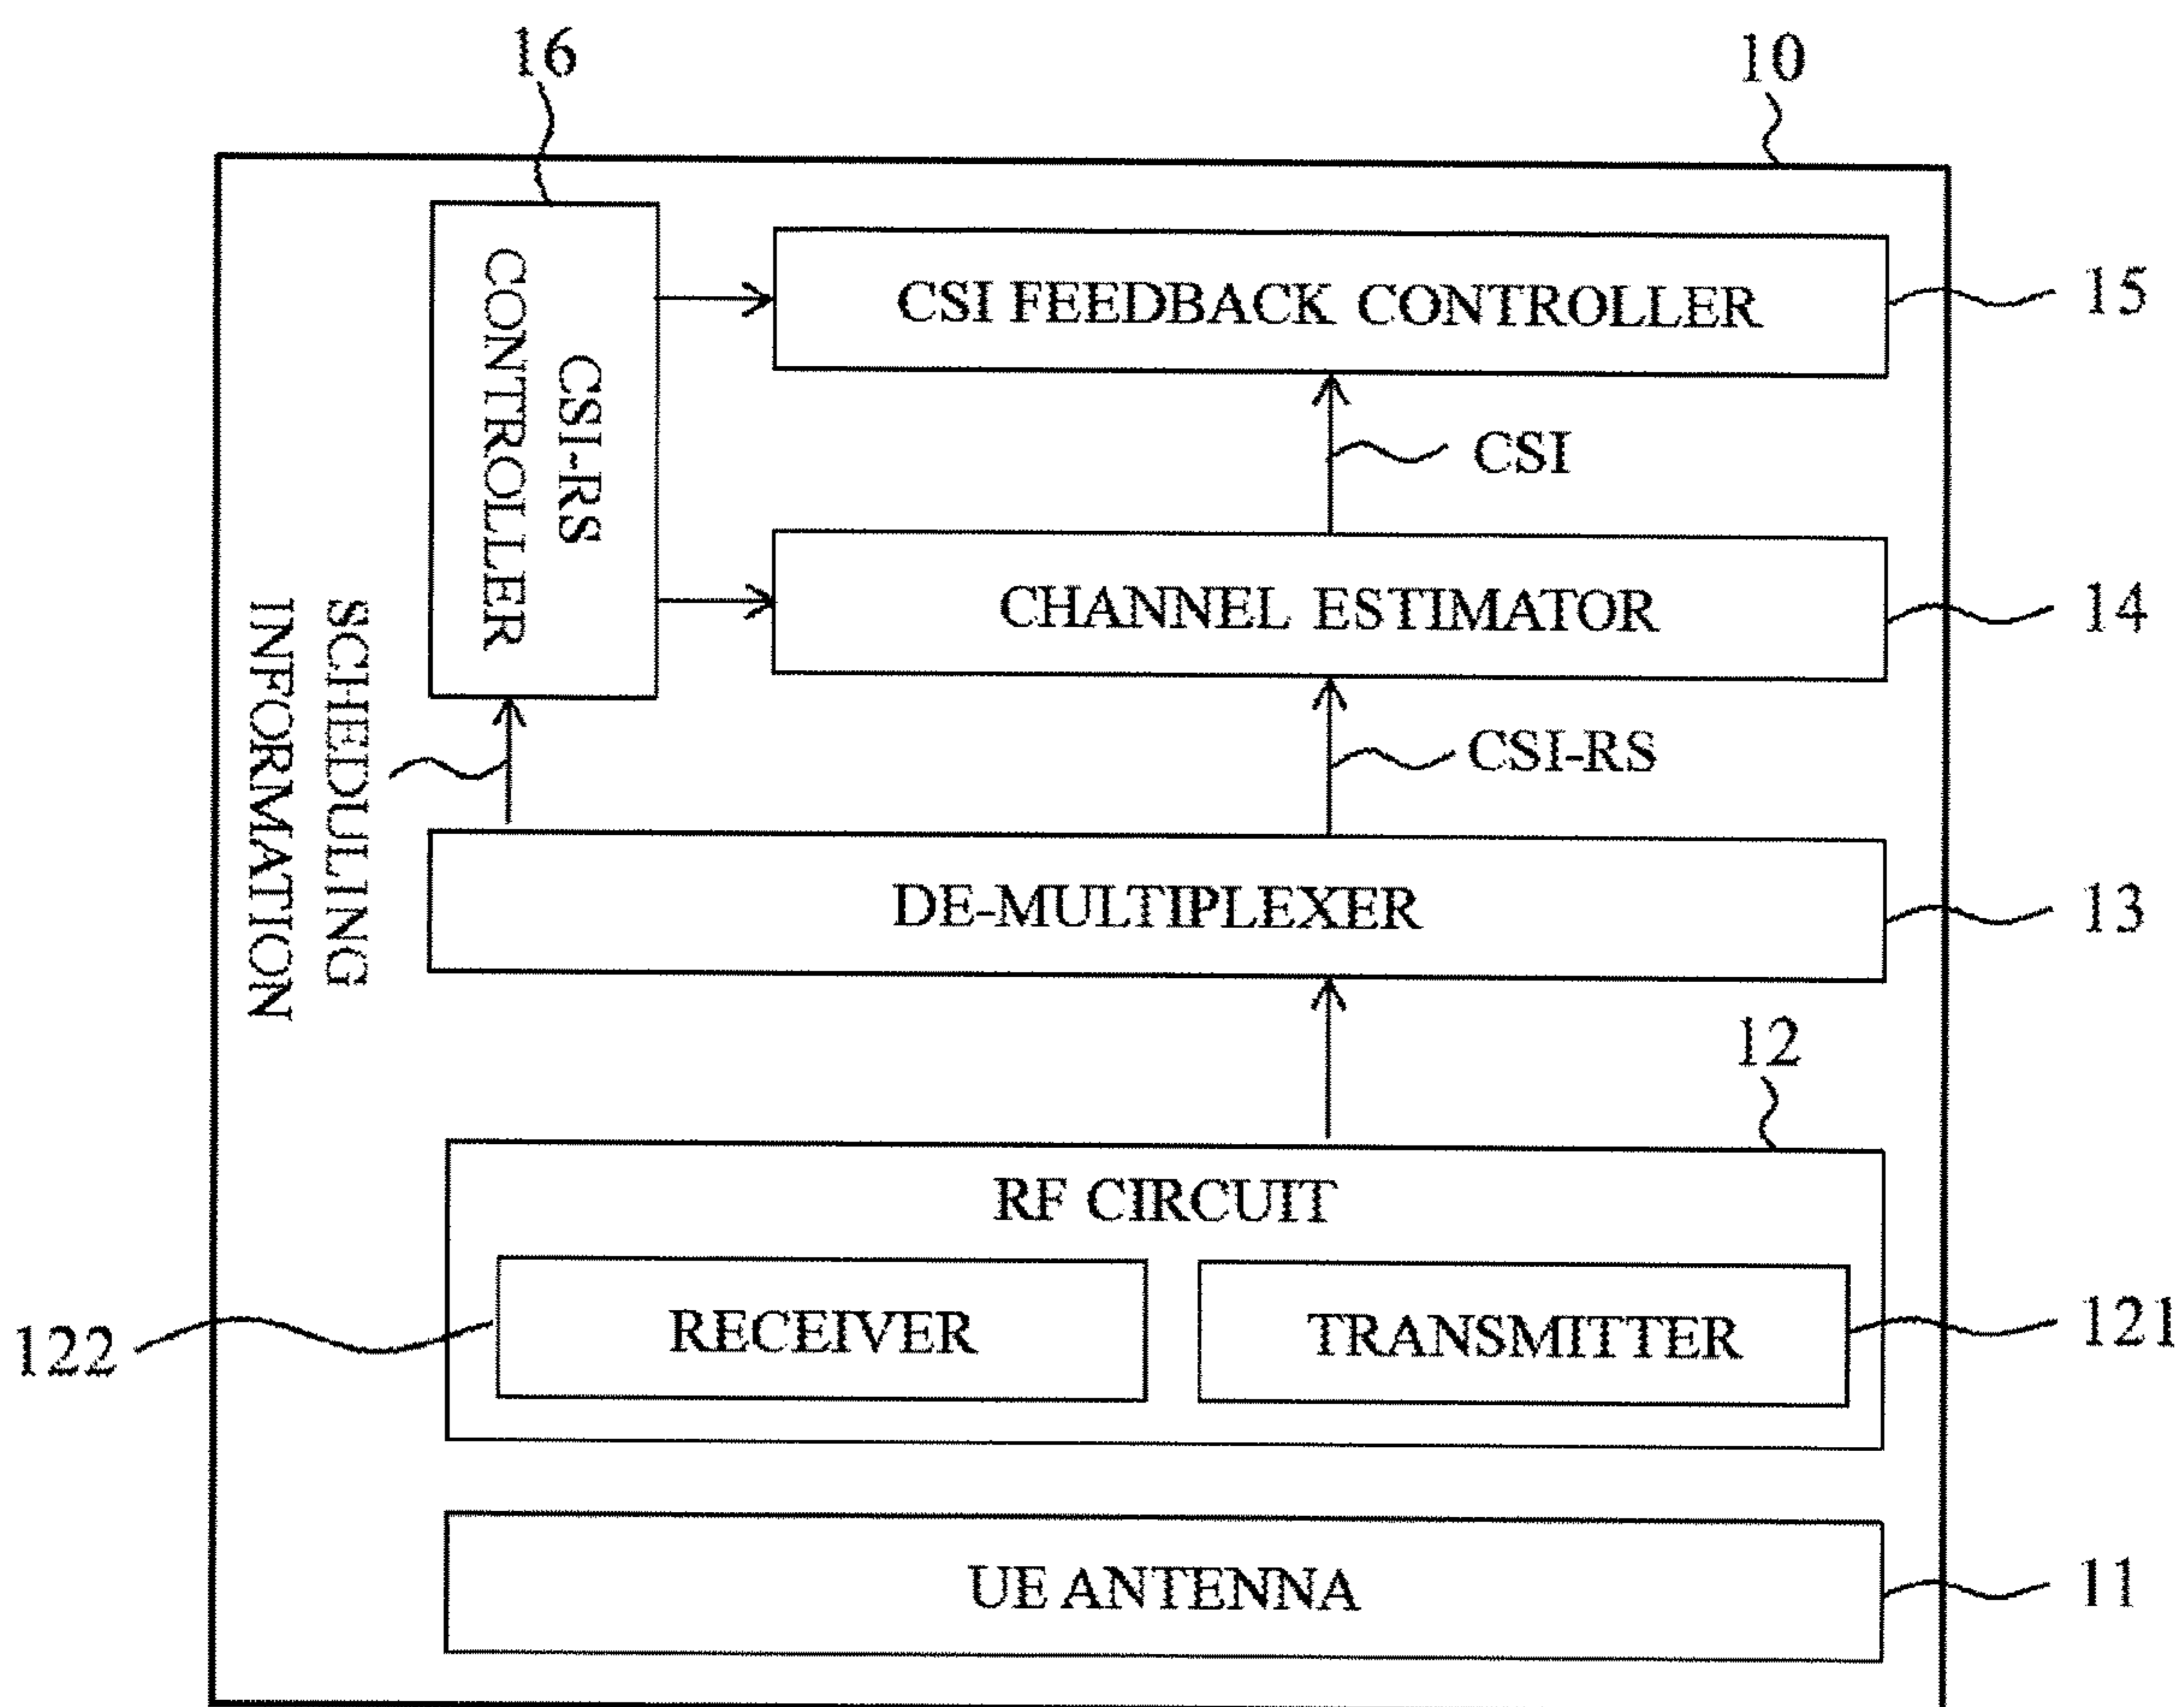 16
10
CSI-RS
CONTROLLER
CSI FEEDBACK CONTROLLER
15
CSI
CHANNEL ESTIMATOR
14
SCHEDULING
INFORMATION
CSI-RS
DE-MULTIPLEXER
13
12
RF CIRCUIT
122
RECEIVER
TRANSMITTER
121
UE ANTENNA
11